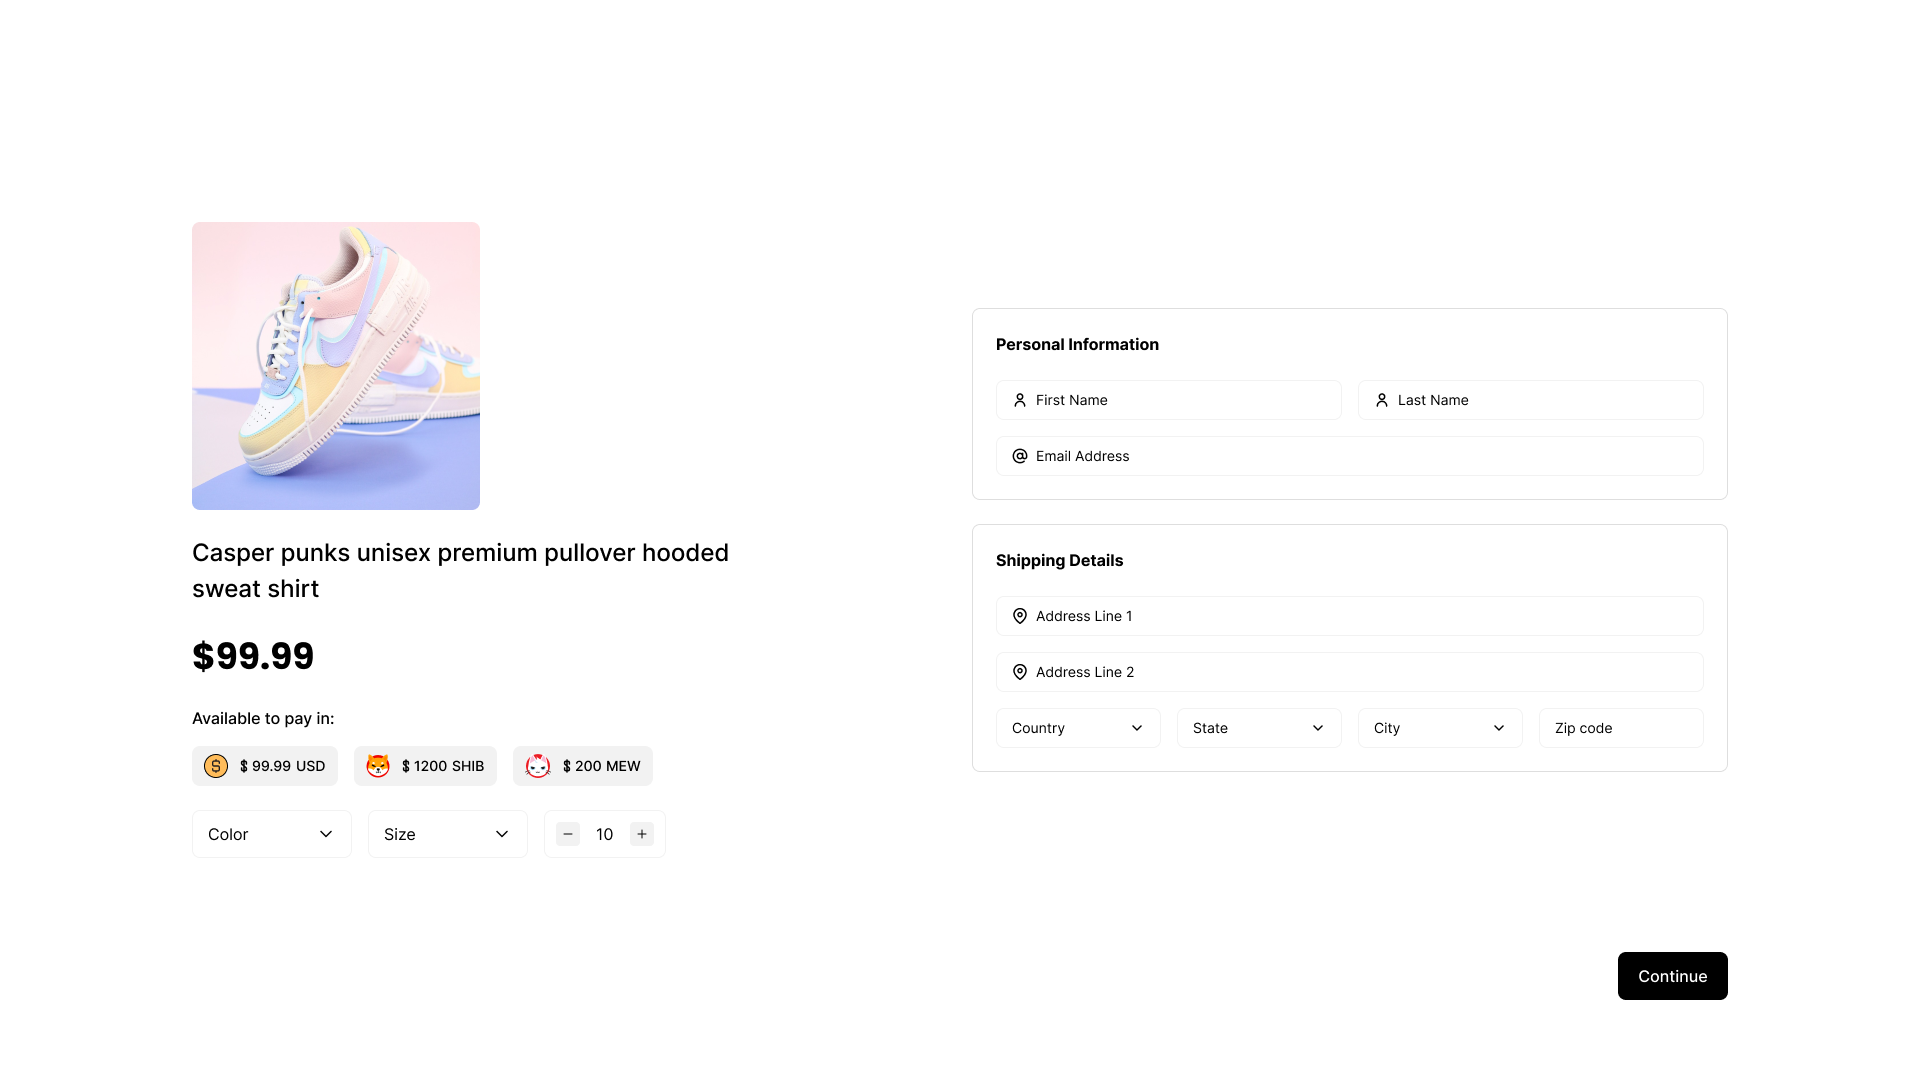 Casper punks unisex premium pullover hooded
sweat shirt
$99.99
Available to pay in:
$ 99.99 USD
$ 1200 SHIB
$ 200 MEW
Color
Size
10
Personal Information
First Name
Last Name
Email Address
Shipping Details
Address Line 1
Address Line 2
Country
State
City
Zip code
Continue